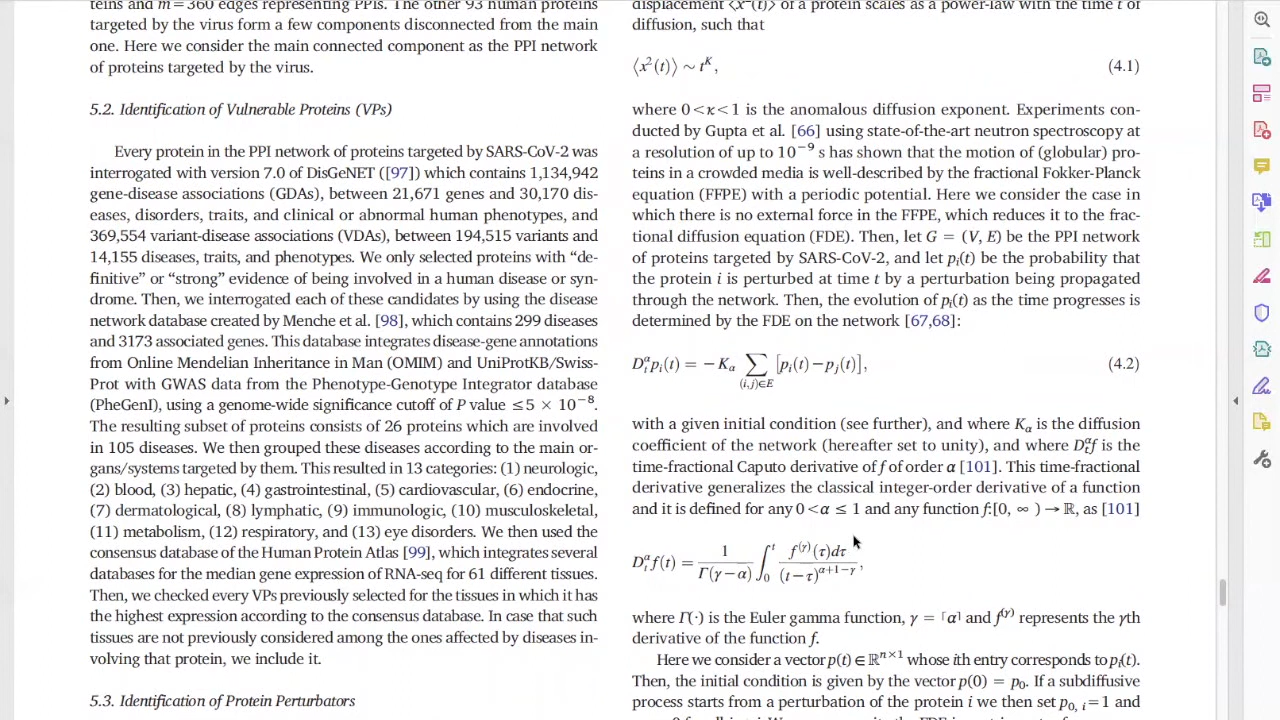 teins and m=360 edges representing PPIs. The other 93 human proteins
targeted by the virus form a few components disconnected from the main
one. Here we consider the main connected component as the PPI network
of proteins targeted by the virus.
5.2. Identification of Vulnerable Proteins (VPs)
Every protein in the PPI network of proteins targeted by SARS-CoV-2 was
interrogated with version 7.0 of DisGeNET ([97]) which contains 1,134,942
gene-disease associations (GDAs), between 21,671 genes and 30,170 dis-
eases, disorders, traits, and clinical or abnormal human phenotypes, and
369,554 variant-disease associations (VDAs), between 194,515 variants and
14,155 diseases, traits, and phenotypes. We only selected proteins with “de-
finitive” or “strong” evidence of being involved in a human disease or syn-
drome. Then, we interrogated each of these candidates by using the disease
network database created by Menche et al. [98], which contains 299 diseases
and 3173 associated genes. This database integrates disease-gene annotations
from Online Mendelian Inheritance in Man (OMIM) and UniProtKB/Swiss-
Prot with GWAS data from the Phenotype-Genotype Integrator database
(PheGenI), using a genome-wide significance cutoff of P value ≤5 × 10⁻⁸.
The resulting subset of proteins consists of 26 proteins which are involved
in 105 diseases. We then grouped these diseases according to the main or-
gans/systems targeted by them. This resulted in 13 categories: (1) neurologic,
(2) blood, (3) hepatic, (4) gastrointestinal, (5) cardiovascular, (6) endocrine,
(7) dermatological, (8) lymphatic, (9) immunologic, (10) musculoskeletal,
(11) metabolism, (12) respiratory, and (13) eye disorders. We then used the
consensus database of the Human Protein Atlas [99], which integrates several
databases for the median gene expression of RNA-seq for 61 different tissues.
Then, we checked every VPs previously selected for the tissues in which it has
the highest expression according to the consensus database. In case that such
tissues are not previously considered among the ones affected by diseases in-
volving that protein, we include it.
5.3. Identification of Protein Perturbators
displacement ⟨x²(t)⟩ of a protein scales as a power-law with the time t of
diffusion, such that
⟨x²(t)⟩ ~ t^K, (4.1)
where 0<κ<1 is the anomalous diffusion exponent. Experiments con-
ducted by Gupta et al. [66] using state-of-the-art neutron spectroscopy at
a resolution of up to 10⁻⁹ s has shown that the motion of (globular) pro-
teins in a crowded media is well-described by the fractional Fokker-Planck
equation (FFPE) with a periodic potential. Here we consider the case in
which there is no external force in the FFPE, which reduces it to the frac-
tional diffusion equation (FDE). Then, let G = (V, E) be the PPI network
of proteins targeted by SARS-CoV-2, and let pᵢ(t) be the probability that
the protein i is perturbed at time t by a perturbation being propagated
through the network. Then, the evolution of pᵢ(t) as the time progresses is
determined by the FDE on the network [67,68]:
D_t^α pᵢ(t) = −K_α ∑_{(i,j)∈E} [pᵢ(t)−pⱼ(t)], (4.2)
with a given initial condition (see further), and where K_α is the diffusion
coefficient of the network (hereafter set to unity), and where D_t^α f is the
time-fractional Caputo derivative of f of order α [101]. This time-fractional
derivative generalizes the classical integer-order derivative of a function
and it is defined for any 0<α ≤ 1 and any function f:[0, ∞ )→ℝ, as [101]
D_t^α f(t) = 1/Γ(γ−α) ∫_0^t f^(γ)(τ)dτ/(t−τ)^(α+1−γ),
where Γ(·) is the Euler gamma function, γ = ⌈α⌉ and f^(γ) represents the γth
derivative of the function f.
Here we consider a vector p(t)∈ℝ^(n×1) whose ith entry corresponds to pᵢ(t).
Then, the initial condition is given by the vector p(0) = p₀. If a subdiffusive
process starts from a perturbation of the protein i we then set p₀, ᵢ=1 and